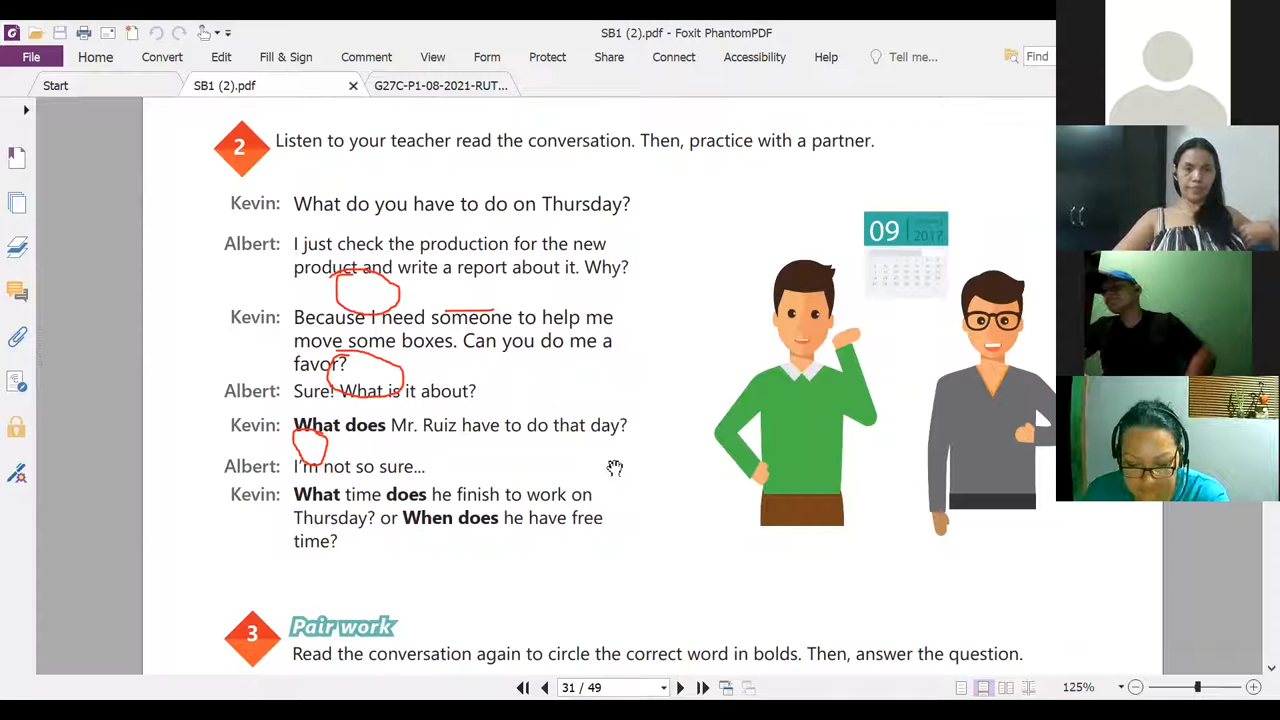 SB1 (2).pdf - Foxit PhantomPDF
File Home Convert Edit Fill & Sign Comment View Form Protect Share Connect Accessibility Help Tell me... Find
Start SB1 (2).pdf G27C-P1-08-2021-RUT...
2 Listen to your teacher read the conversation. Then, practice with a partner.
Kevin: What do you have to do on Thursday?
Albert: I just check the production for the new
product and write a report about it. Why?
Kevin: Because I need someone to help me
move some boxes. Can you do me a
favor?
Albert: Sure! What is it about?
Kevin: What does Mr. Ruiz have to do that day?
Albert: I'm not so sure...
Kevin: What time does he finish to work on
Thursday? or When does he have free
time?
09 2017
3 Pair work
Read the conversation again to circle the correct word in bolds. Then, answer the question.
31 / 49
125%